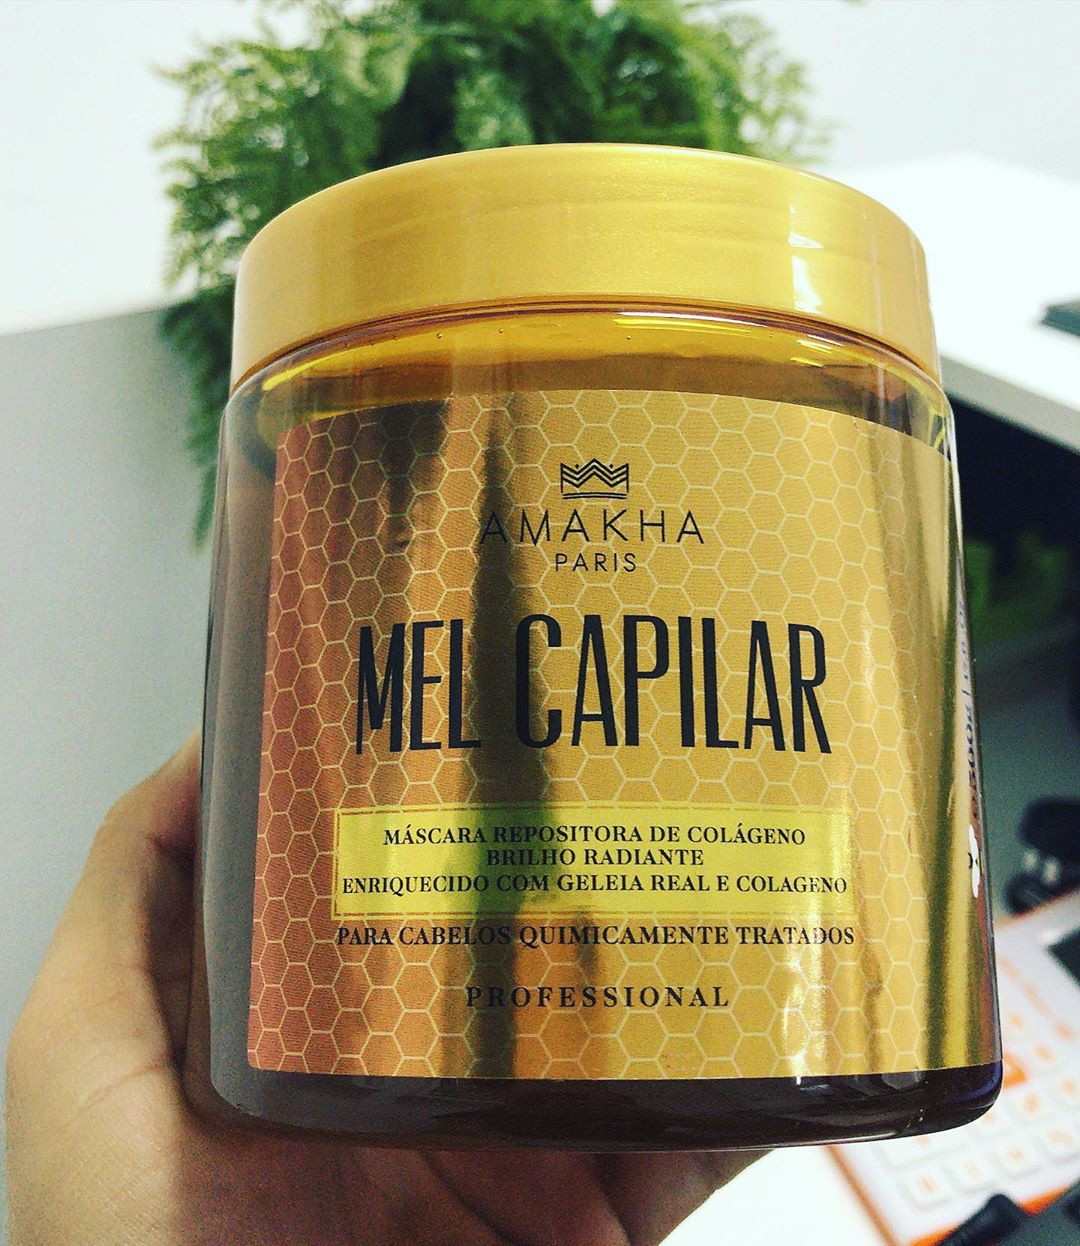 AMAKHA
PARIS
MEL CAPILAR
MÁSCARA REPOSITORA DE COLÁGENO
BRILHO RADIANTE
ENRIQUECIDO COM GELEIA REAL E COLAGENO
PARA CABELOS QUIMICAMENTE TRATADOS
PROFESSIONAL